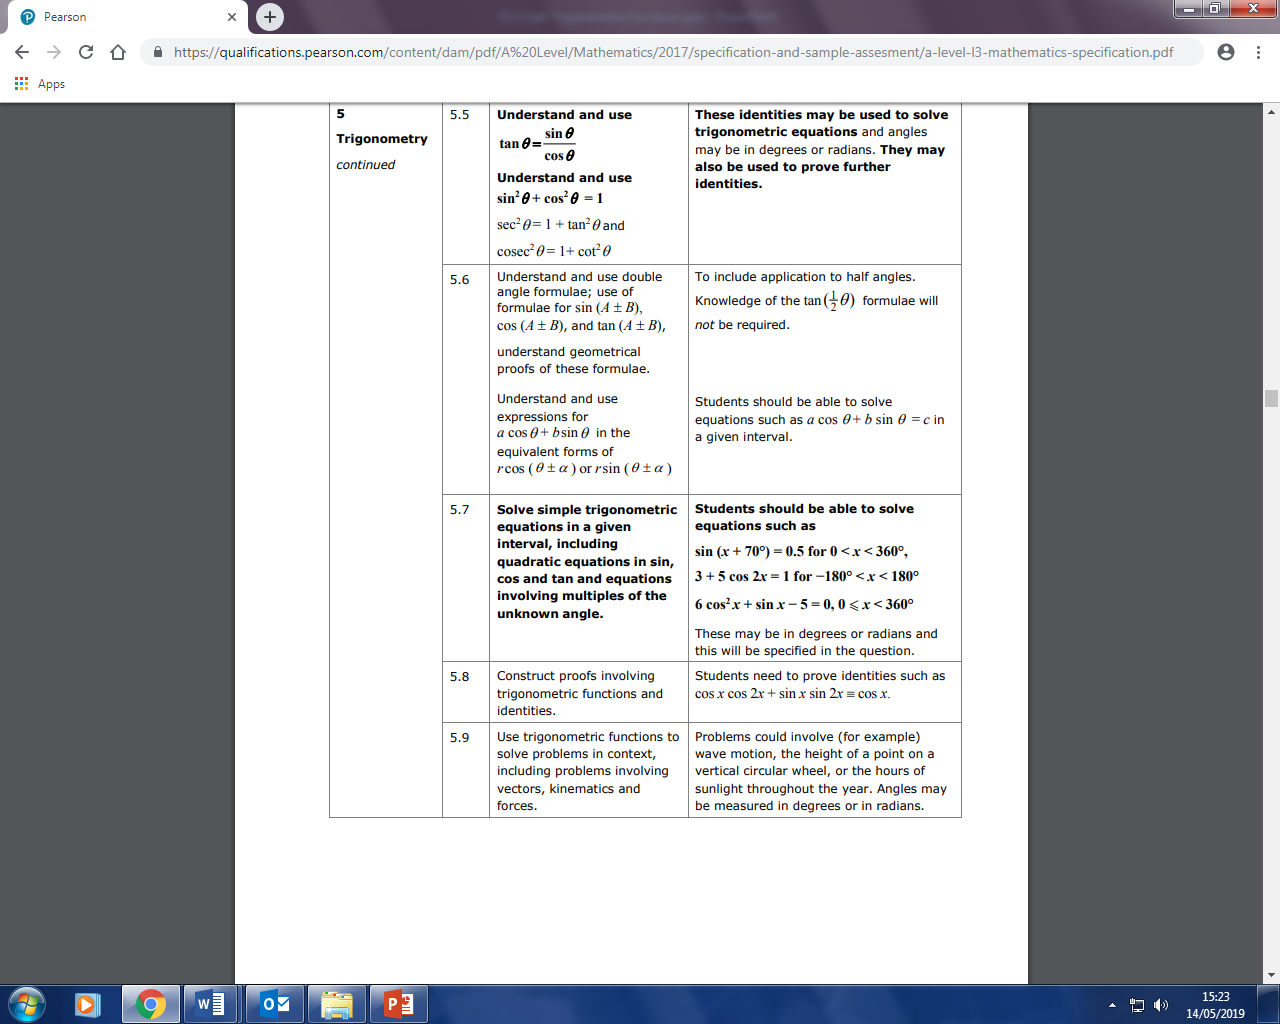 Pearson
https://qualifications.pearson.com/content/dam/pdf/A%20Level/Mathematics/2017/specification-and-sample-assesment/a-level-l3-mathematics-specification.pdf
Apps
5
Trigonometry
continued
5.5
Understand and use
tan θ = sin θ / cos θ
Understand and use
sin² θ + cos² θ = 1
sec² θ = 1 + tan² θ and
cosec² θ = 1+ cot² θ
These identities may be used to solve
trigonometric equations and angles
may be in degrees or radians. They may
also be used to prove further
identities.
5.6
Understand and use double
angle formulae; use of
formulae for sin (A ± B),
cos (A ± B), and tan (A ± B),
understand geometrical
proofs of these formulae.
Understand and use
expressions for
a cos θ + b sin θ in the
equivalent forms of
r cos (θ ± α) or r sin (θ ± α)
To include application to half angles.
Knowledge of the tan (½ θ) formulae will
not be required.
Students should be able to solve
equations such as a cos θ + b sin θ = c in
a given interval.
5.7
Solve simple trigonometric
equations in a given
interval, including
quadratic equations in sin,
cos and tan and equations
involving multiples of the
unknown angle.
Students should be able to solve
equations such as
sin (x + 70°) = 0.5 for 0 < x < 360°,
3 + 5 cos 2x = 1 for −180° < x < 180°
6 cos² x + sin x − 5 = 0, 0 ⩽ x < 360°
These may be in degrees or radians and
this will be specified in the question.
5.8
Construct proofs involving
trigonometric functions and
identities.
Students need to prove identities such as
cos x cos 2x + sin x sin 2x ≡ cos x.
5.9
Use trigonometric functions to
solve problems in context,
including problems involving
vectors, kinematics and
forces.
Problems could involve (for example)
wave motion, the height of a point on a
vertical circular wheel, or the hours of
sunlight throughout the year. Angles may
be measured in degrees or in radians.
15:23
14/05/2019